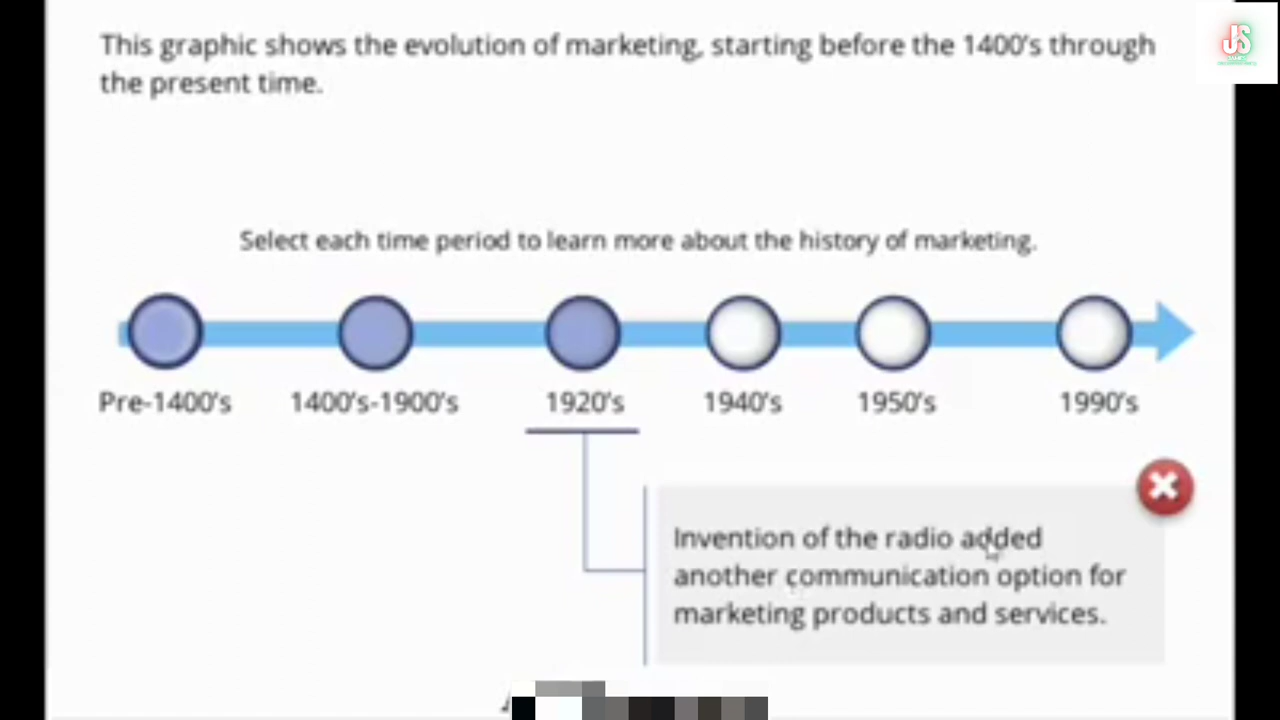 This graphic shows the evolution of marketing, starting before the 1400's through
the present time.
Select each time period to learn more about the history of marketing.
Pre-1400's
1400's-1900's
1920's
1940's
1950's
1990's
Invention of the radio added
another communication option for
marketing products and services.
JS